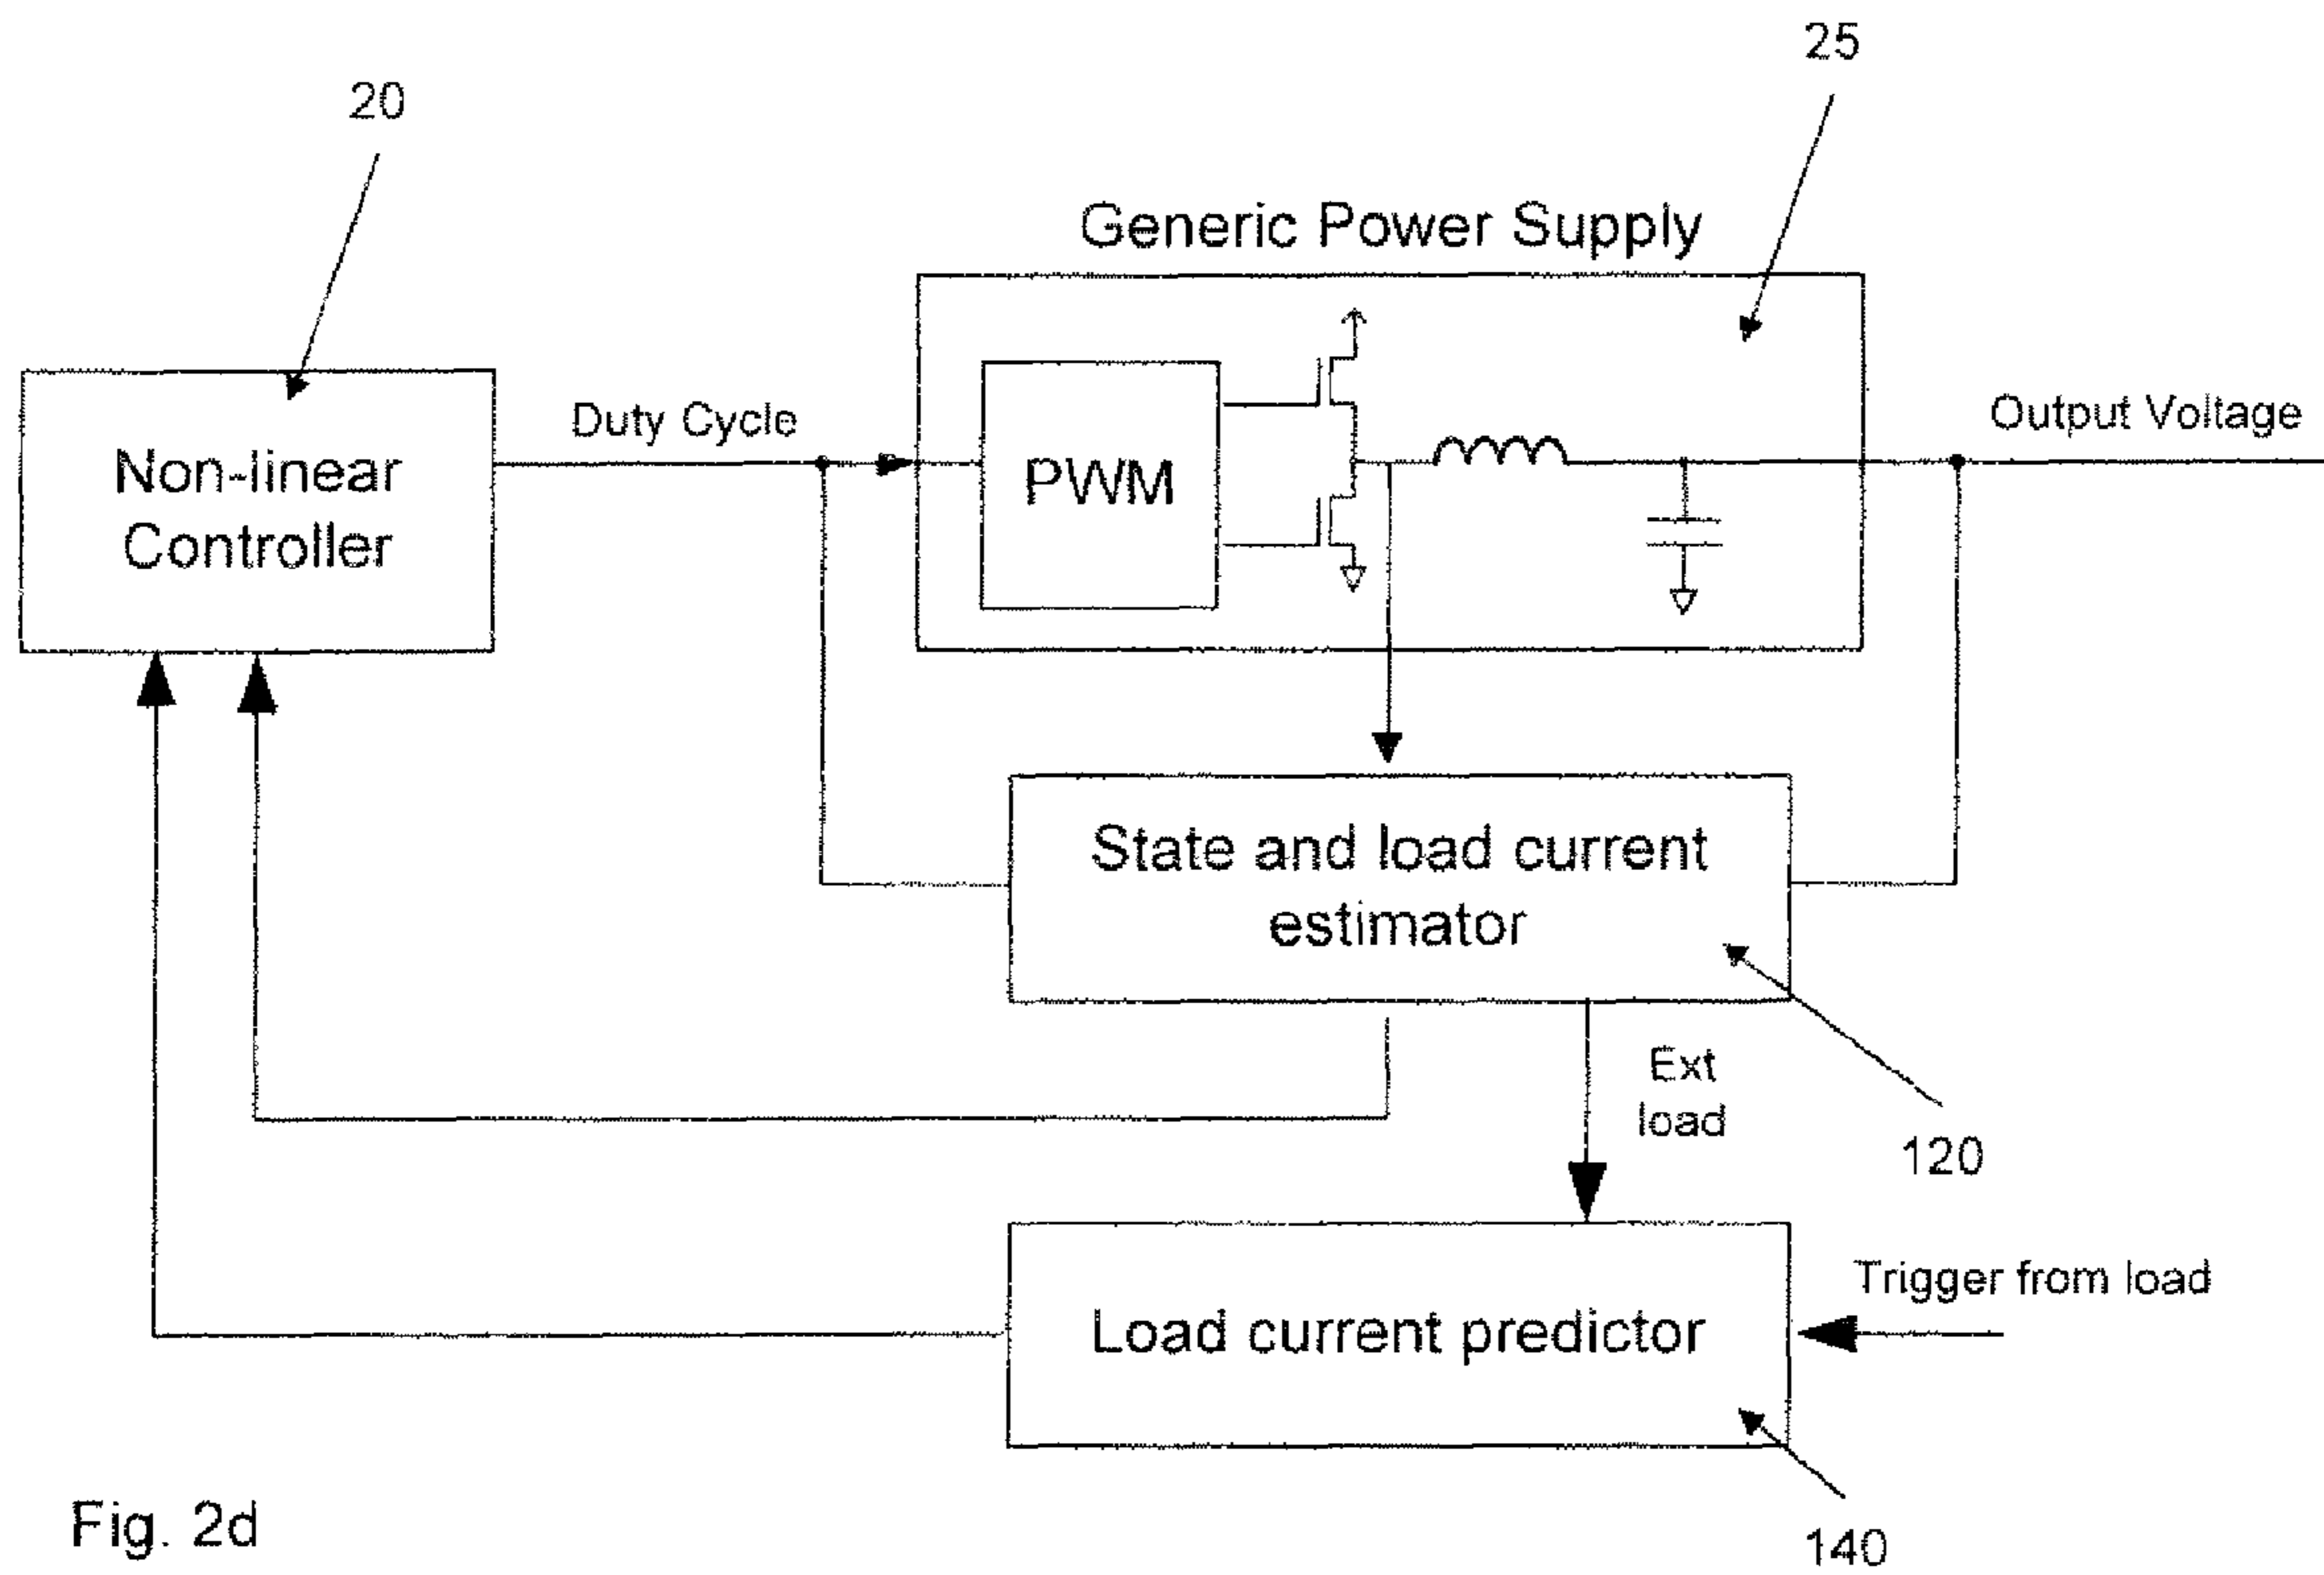 25
20
Generic Power Supply
Duty Cycle
Output Voltage
Non-linear
Controller
PWM
State and load current
estimator
Ext
load
120
Trigger from load
Load current predictor
Fig. 2d
140